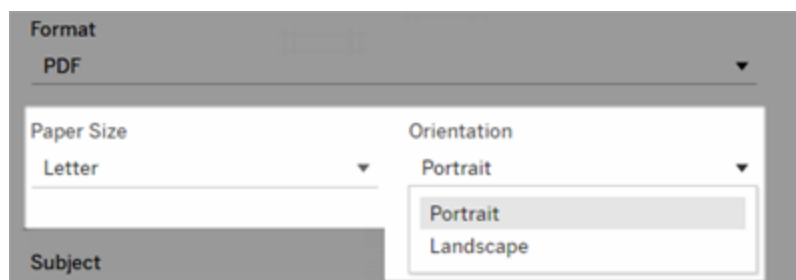 Format
PDF
Paper Size
Letter
Orientation
Portrait
Portrait
Landscape
Subject